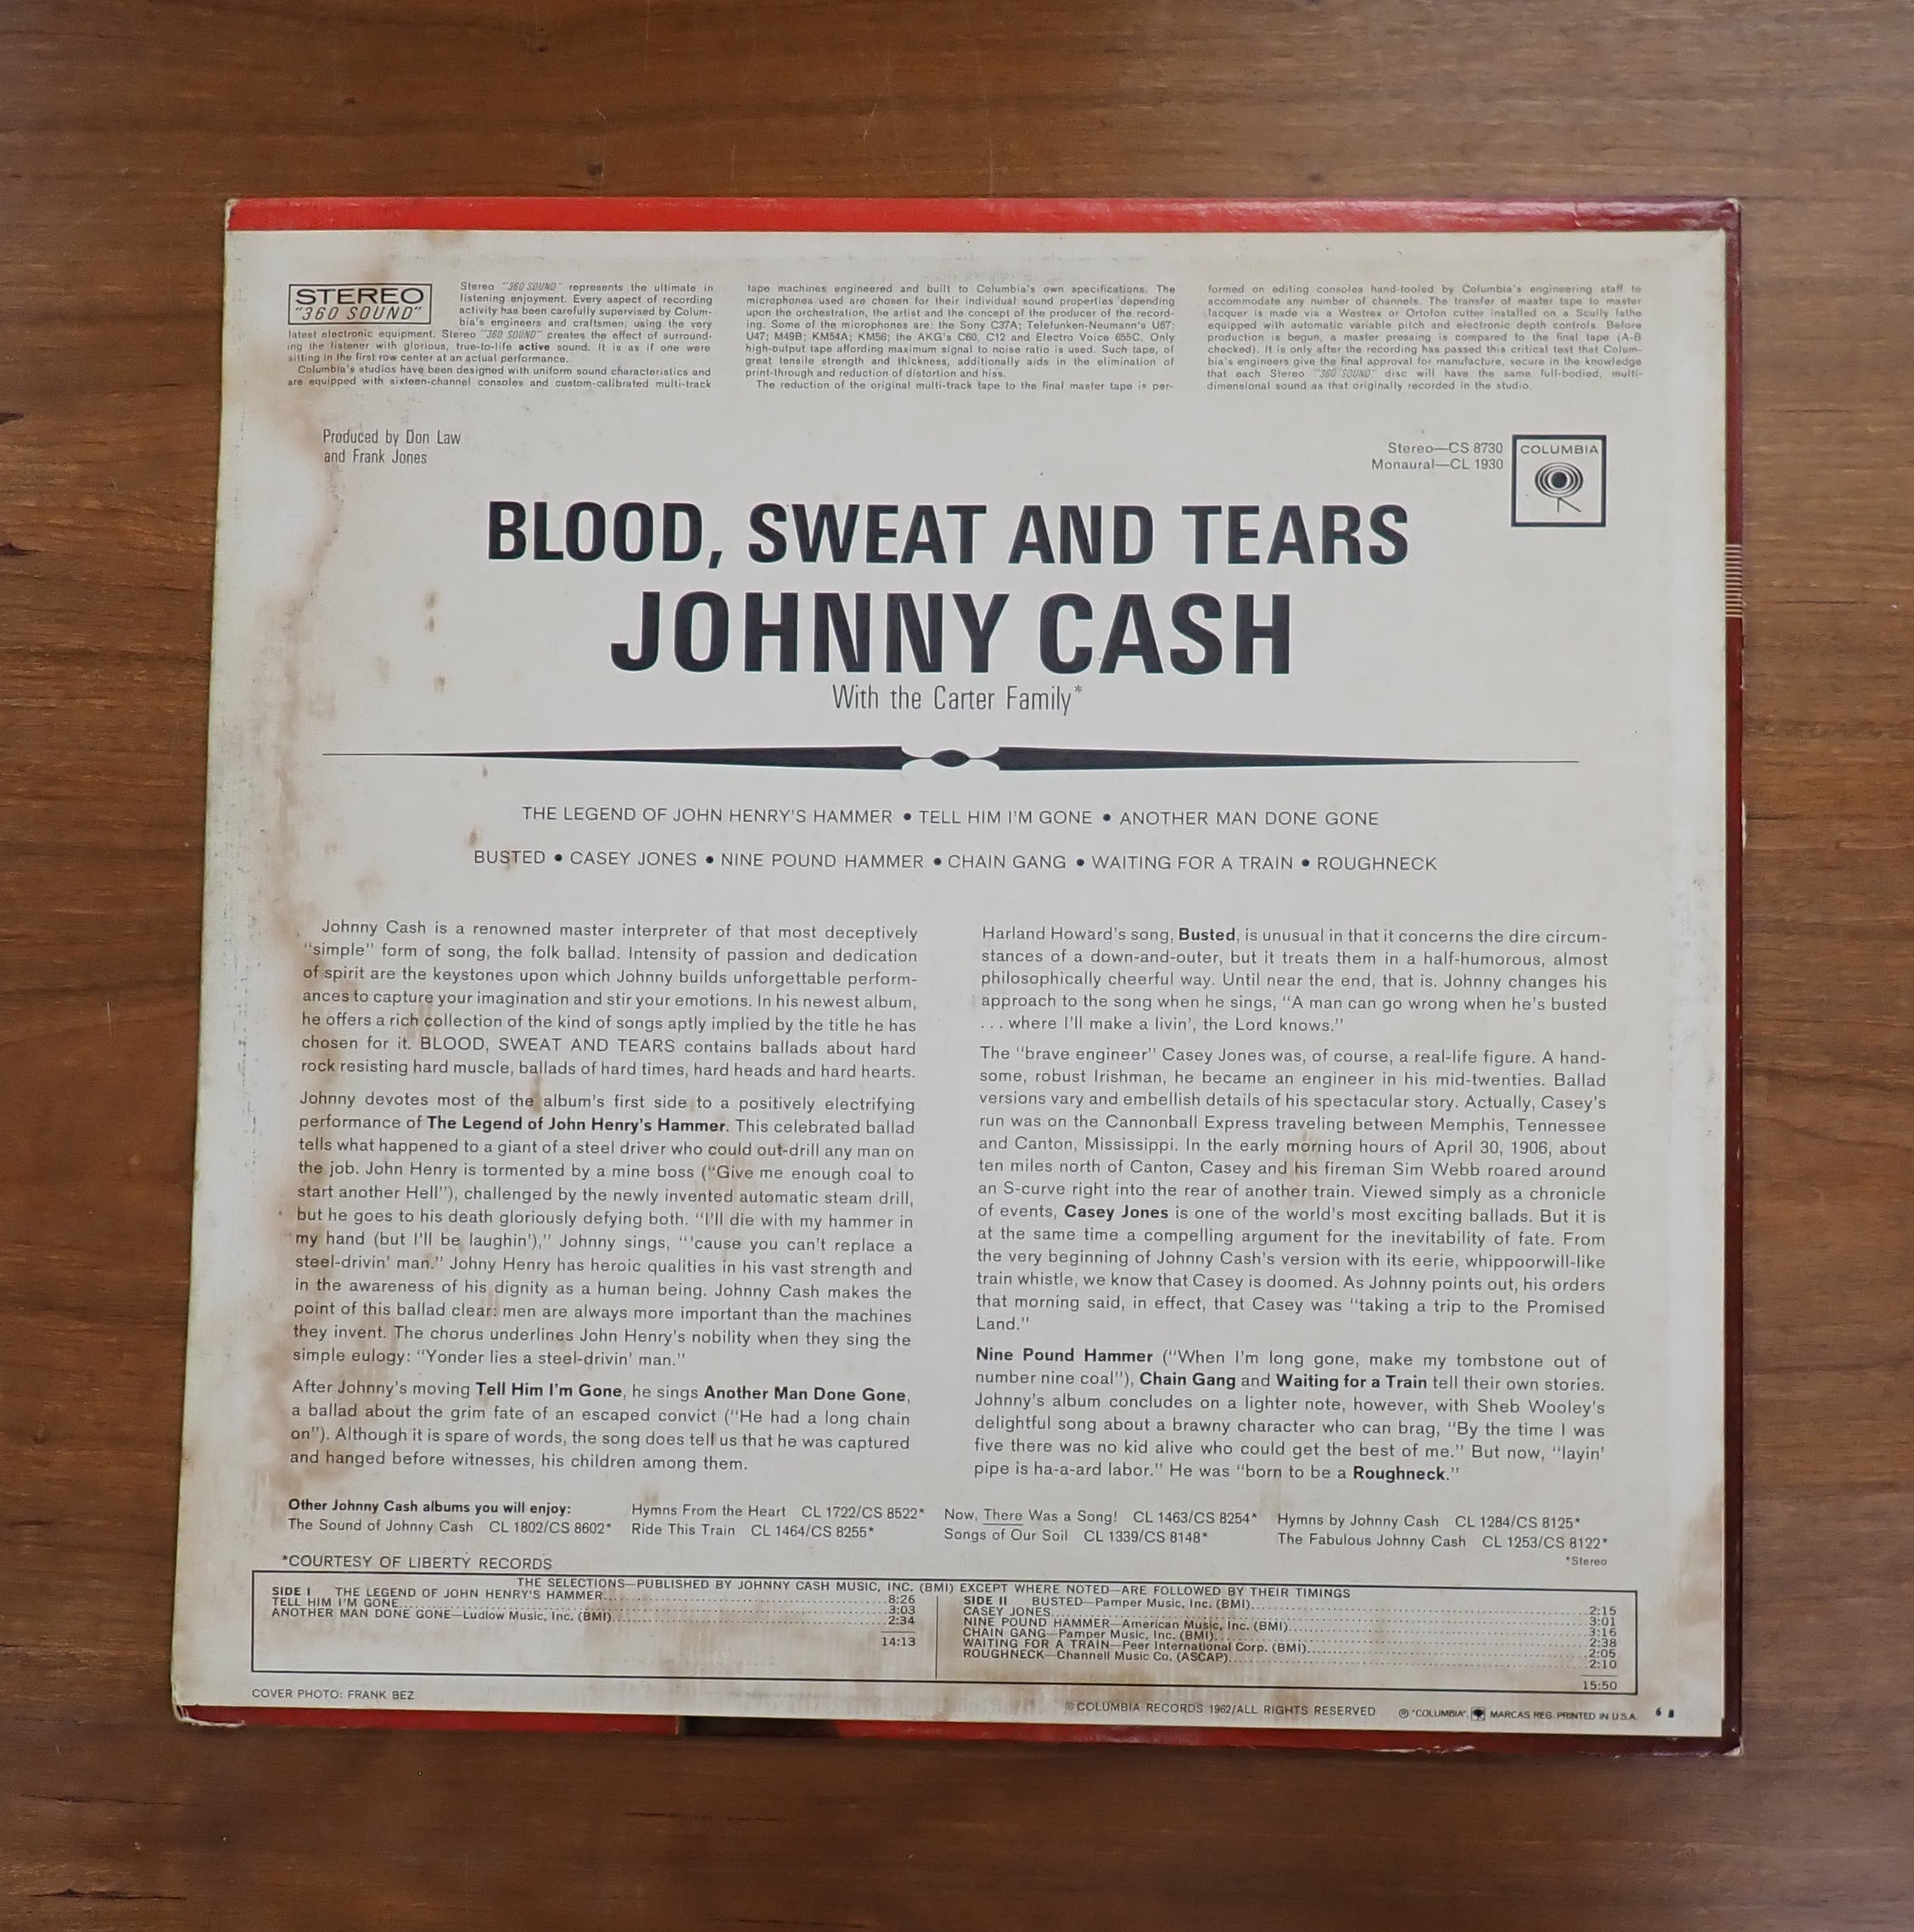 STEREO
"360 SOUND"
Stereo "360 SOUND" represents the ultimate in
listening enjoyment. Every aspect of recording
activity has been carefully supervised by Colum-
bia's engineers and craftsmen, using the very
latest electronic equipment. Stereo "360 SOUND" creates the effect of surround-
ing the listener with glorious, true-to-life active sound. It is as if one were
sitting in the first row center at an actual performance.
Columbia's studios have been designed with uniform sound characteristics and
are equipped with sixteen-channel consoles and custom-calibrated multi-track
tape machines engineered and built to Columbia's own specifications. The
microphones used are chosen for their individual sound properties depending
upon the orchestration, the artist and the concept of the producer of the record-
ing. Some of the microphones are: the Sony C37A; Telefunken-Neumann's U67;
U47; M49B; KM54A; KM56; the AKG's C60, C12 and Electro Voice 655C. Only
high-output tape affording maximum signal to noise ratio is used. Such tape, of
great tensile strength and thickness, additionally aids in the elimination of
print-through and reduction of distortion and hiss.
The reduction of the original multi-track tape to the final master tape is per-
formed on editing consoles hand-tooled by Columbia's engineering staff to
accommodate any number of channels. The transfer of master tape to master
lacquer is made via a Westrex or Ortofon cutter installed on a Scully lathe
equipped with automatic variable pitch and electronic depth controls. Before
production is begun, a master pressing is compared to the final tape (A-B
checked). It is only after the recording has passed this critical test that Colum-
bia's engineers give the final approval for manufacture, secure in the knowledge
that each Stereo "360 SOUND" disc will have the same full-bodied, multi-
dimensional sound as that originally recorded in the studio.
Produced by Don Law
and Frank Jones
Stereo—CS 8730
Monaural—CL 1930
COLUMBIA
BLOOD, SWEAT AND TEARS
JOHNNY CASH
With the Carter Family*
THE LEGEND OF JOHN HENRY'S HAMMER • TELL HIM I'M GONE • ANOTHER MAN DONE GONE
BUSTED • CASEY JONES • NINE POUND HAMMER • CHAIN GANG • WAITING FOR A TRAIN • ROUGHNECK
Johnny Cash is a renowned master interpreter of that most deceptively
"simple" form of song, the folk ballad. Intensity of passion and dedication
of spirit are the keystones upon which Johnny builds unforgettable perform-
ances to capture your imagination and stir your emotions. In his newest album,
he offers a rich collection of the kind of songs aptly implied by the title he has
chosen for it. BLOOD, SWEAT AND TEARS contains ballads about hard
rock resisting hard muscle, ballads of hard times, hard heads and hard hearts.
Johnny devotes most of the album's first side to a positively electrifying
performance of The Legend of John Henry's Hammer. This celebrated ballad
tells what happened to a giant of a steel driver who could out-drill any man on
the job. John Henry is tormented by a mine boss ("Give me enough coal to
start another Hell"), challenged by the newly invented automatic steam drill,
but he goes to his death gloriously defying both. "I'll die with my hammer in
my hand (but I'll be laughin')," Johnny sings, "'cause you can't replace a
steel-drivin' man." Johny Henry has heroic qualities in his vast strength and
in the awareness of his dignity as a human being. Johnny Cash makes the
point of this ballad clear: men are always more important than the machines
they invent. The chorus underlines John Henry's nobility when they sing the
simple eulogy: "Yonder lies a steel-drivin' man."
After Johnny's moving Tell Him I'm Gone, he sings Another Man Done Gone,
a ballad about the grim fate of an escaped convict ("He had a long chain
on"). Although it is spare of words, the song does tell us that he was captured
and hanged before witnesses, his children among them.
Harland Howard's song, Busted, is unusual in that it concerns the dire circum-
stances of a down-and-outer, but it treats them in a half-humorous, almost
philosophically cheerful way. Until near the end, that is. Johnny changes his
approach to the song when he sings, "A man can go wrong when he's busted
. . . where I'll make a livin', the Lord knows."
The "brave engineer" Casey Jones was, of course, a real-life figure. A hand-
some, robust Irishman, he became an engineer in his mid-twenties. Ballad
versions vary and embellish details of his spectacular story. Actually, Casey's
run was on the Cannonball Express traveling between Memphis, Tennessee
and Canton, Mississippi. In the early morning hours of April 30, 1906, about
ten miles north of Canton, Casey and his fireman Sim Webb roared around
an S-curve right into the rear of another train. Viewed simply as a chronicle
of events, Casey Jones is one of the world's most exciting ballads. But it is
at the same time a compelling argument for the inevitability of fate. From
the very beginning of Johnny Cash's version with its eerie, whippoorwill-like
train whistle, we know that Casey is doomed. As Johnny points out, his orders
that morning said, in effect, that Casey was "taking a trip to the Promised
Land."
Nine Pound Hammer ("When I'm long gone, make my tombstone out of
number nine coal"), Chain Gang and Waiting for a Train tell their own stories.
Johnny's album concludes on a lighter note, however, with Sheb Wooley's
delightful song about a brawny character who can brag, "By the time I was
five there was no kid alive who could get the best of me." But now, "layin'
pipe is ha-a-ard labor." He was "born to be a Roughneck."
Other Johnny Cash albums you will enjoy:
The Sound of Johnny Cash CL 1802/CS 8602*
Hymns From the Heart CL 1722/CS 8522*
Ride This Train CL 1464/CS 8255*
Now, There Was a Song! CL 1463/CS 8254*
Songs of Our Soil CL 1339/CS 8148*
Hymns by Johnny Cash CL 1284/CS 8125*
The Fabulous Johnny Cash CL 1253/CS 8122*
*Stereo
*COURTESY OF LIBERTY RECORDS
THE SELECTIONS—PUBLISHED BY JOHNNY CASH MUSIC, INC. (BMI) EXCEPT WHERE NOTED—ARE FOLLOWED BY THEIR TIMINGS
SIDE I THE LEGEND OF JOHN HENRY'S HAMMER 8:26
TELL HIM I'M GONE 3:03
ANOTHER MAN DONE GONE—Ludlow Music, Inc. (BMI) 2:34
14:13
SIDE II BUSTED—Pamper Music, Inc. (BMI) 2:15
CASEY JONES 3:01
NINE POUND HAMMER—American Music, Inc. (BMI) 3:16
CHAIN GANG—Pamper Music, Inc. (BMI) 2:38
WAITING FOR A TRAIN—Peer International Corp. (BMI) 2:05
ROUGHNECK—Channell Music Co. (ASCAP) 2:10
15:50
COVER PHOTO: FRANK BEZ
© COLUMBIA RECORDS 1962/ALL RIGHTS RESERVED
® "COLUMBIA", MARCAS REG. PRINTED IN U.S.A.
6 B